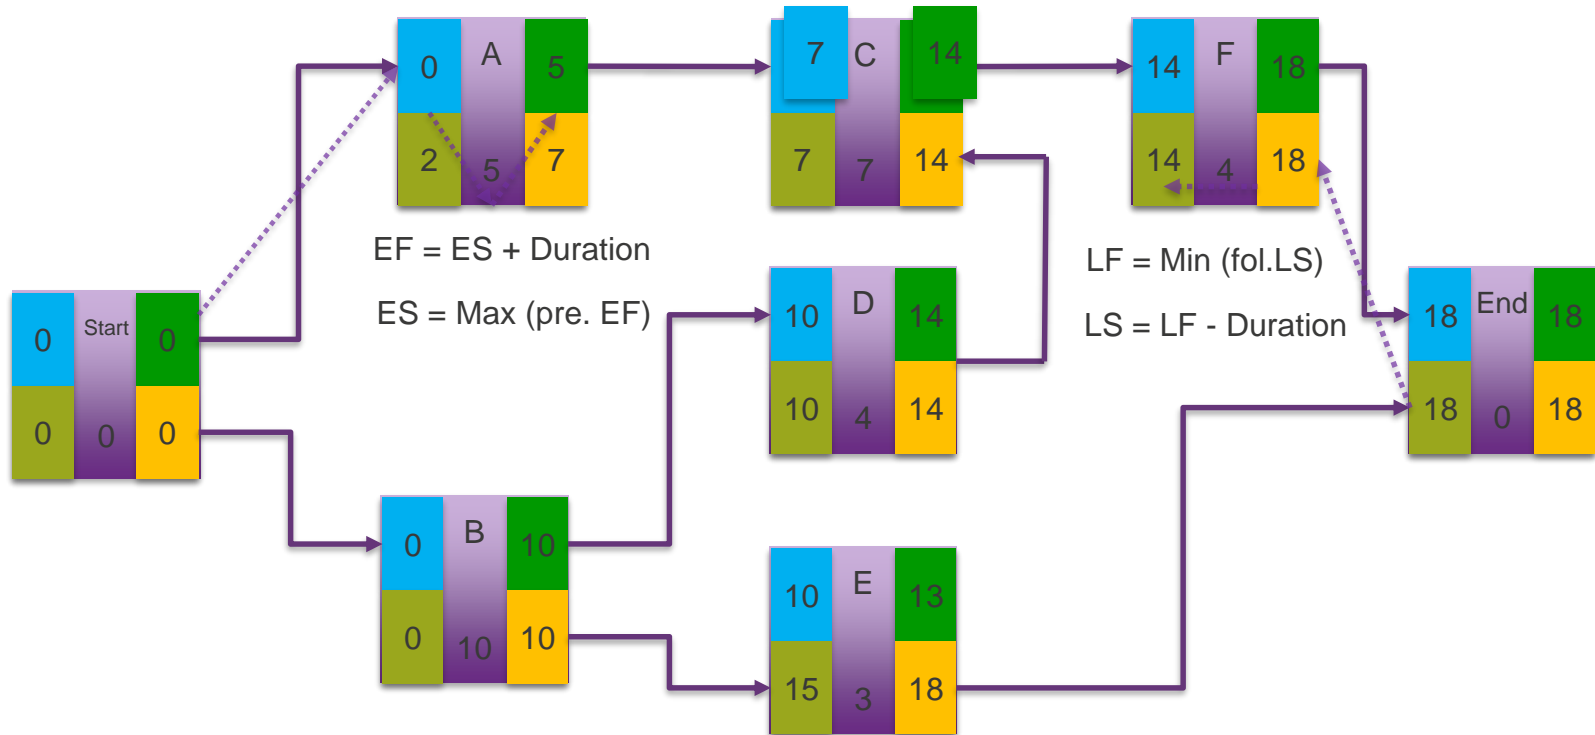 0 A 5
2 5 7
7 C 14
7 7 14
14 F 18
14 4 18
EF = ES + Duration
ES = Max (pre. EF)
LF = Min (fol.LS)
LS = LF - Duration
0 Start 0
0 0 0
10 D 14
10 4 14
18 End 18
18 0 18
0 B 10
0 10 10
10 E 13
15 3 18